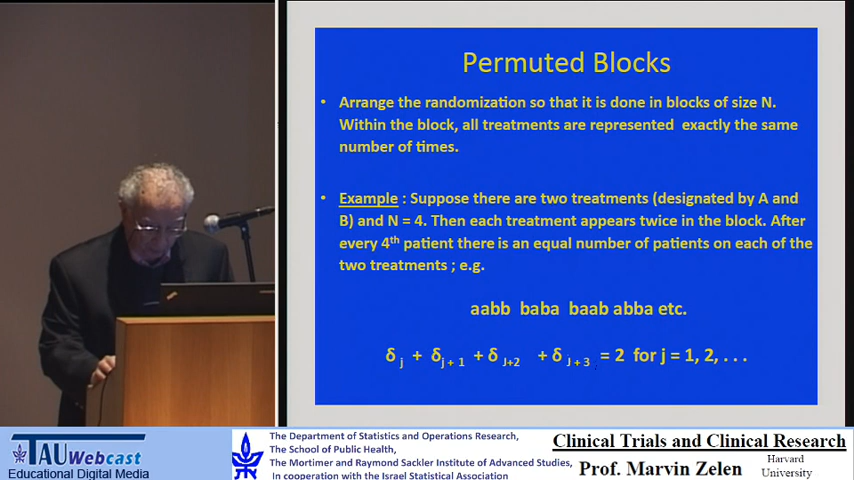 Permuted Blocks
• Arrange the randomization so that it is done in blocks of size N.
Within the block, all treatments are represented exactly the same
number of times.
• Example : Suppose there are two treatments (designated by A and
B) and N = 4. Then each treatment appears twice in the block. After
every 4th patient there is an equal number of patients on each of the
two treatments ; e.g.
aabb baba baab abba etc.
δ j + δ j + 1 + δ J+2 + δ J + 3 = 2 for j = 1, 2, . . .
TAU Webcast
Educational Digital Media
The Department of Statistics and Operations Research,
The School of Public Health,
The Mortimer and Raymond Sackler Institute of Advanced Studies,
In cooperation with the Israel Statistical Association
Clinical Trials and Clinical Research
Prof. Marvin Zelen
Harvard
University